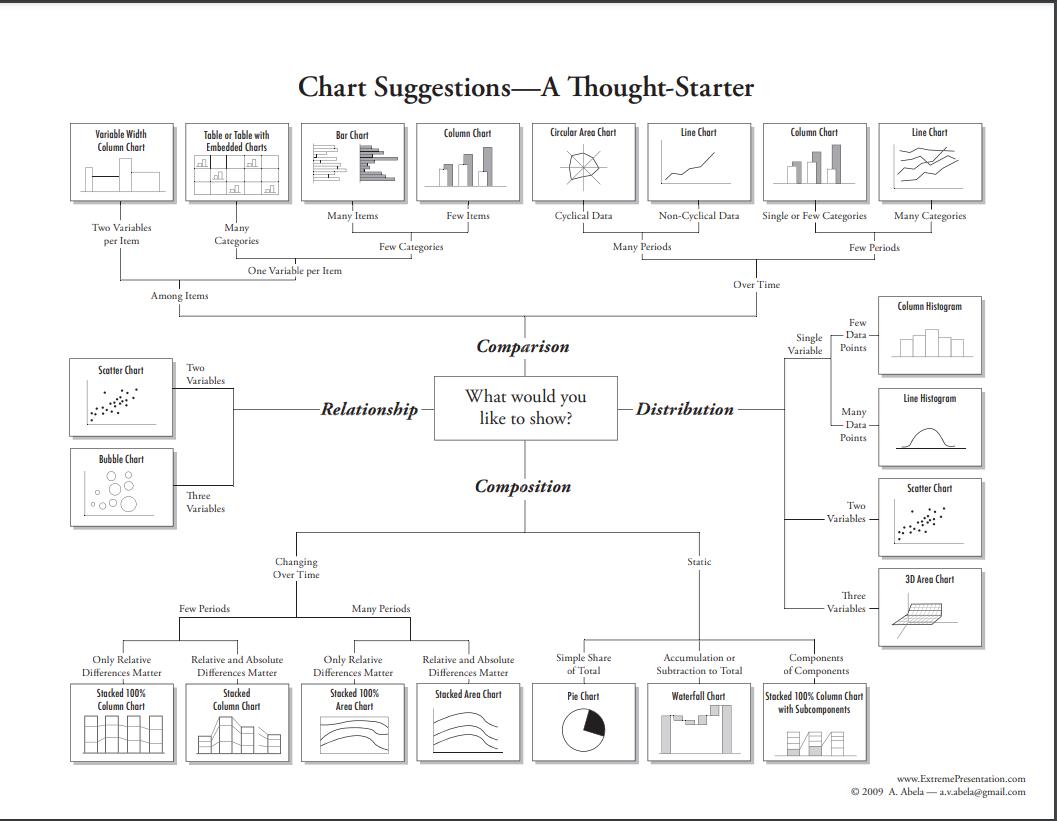 Chart Suggestions—A Thought-Starter
Variable Width
Column Chart
Table or Table with
Embedded Charts
Bar Chart
Column Chart
Circular Area Chart
Line Chart
Column Chart
Line Chart
Two Variables
per Item
Many
Categories
Many Items
Few Items
Cyclical Data
Non-Cyclical Data
Single or Few Categories
Many Categories
Few Categories
Many Periods
Few Periods
One Variable per Item
Among Items
Over Time
Comparison
What would you
like to show?
Relationship
Scatter Chart
Two
Variables
Bubble Chart
Three
Variables
Distribution
Single
Variable
Few
Data
Points
Column Histogram
Many
Data
Points
Line Histogram
Two
Variables
Scatter Chart
Three
Variables
3D Area Chart
Composition
Changing
Over Time
Static
Few Periods
Many Periods
Only Relative
Differences Matter
Relative and Absolute
Differences Matter
Only Relative
Differences Matter
Relative and Absolute
Differences Matter
Simple Share
of Total
Accumulation or
Subtraction to Total
Components
of Components
Stacked 100%
Column Chart
Stacked
Column Chart
Stacked 100%
Area Chart
Stacked Area Chart
Pie Chart
Waterfall Chart
Stacked 100% Column Chart
with Subcomponents
www.ExtremePresentation.com
© 2009 A. Abela — a.v.abela@gmail.com